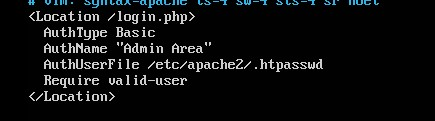 # vim: syntax=apache ts=4 sw=4 sts=4 sr noet
<Location /login.php>
AuthType Basic
AuthName "Admin Area"
AuthUserFile /etc/apache2/.htpasswd
Require valid-user
</Location>